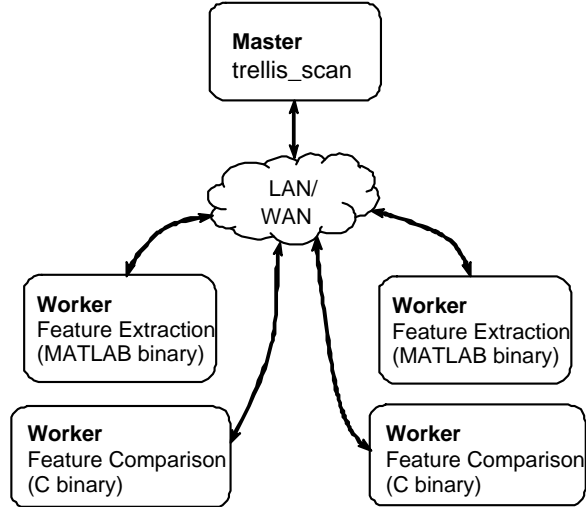 Master
trellis_scan
LAN/
WAN
Worker
Feature Extraction
(MATLAB binary)
Worker
Feature Extraction
(MATLAB binary)
Worker
Feature Comparison
(C binary)
Worker
Feature Comparison
(C binary)